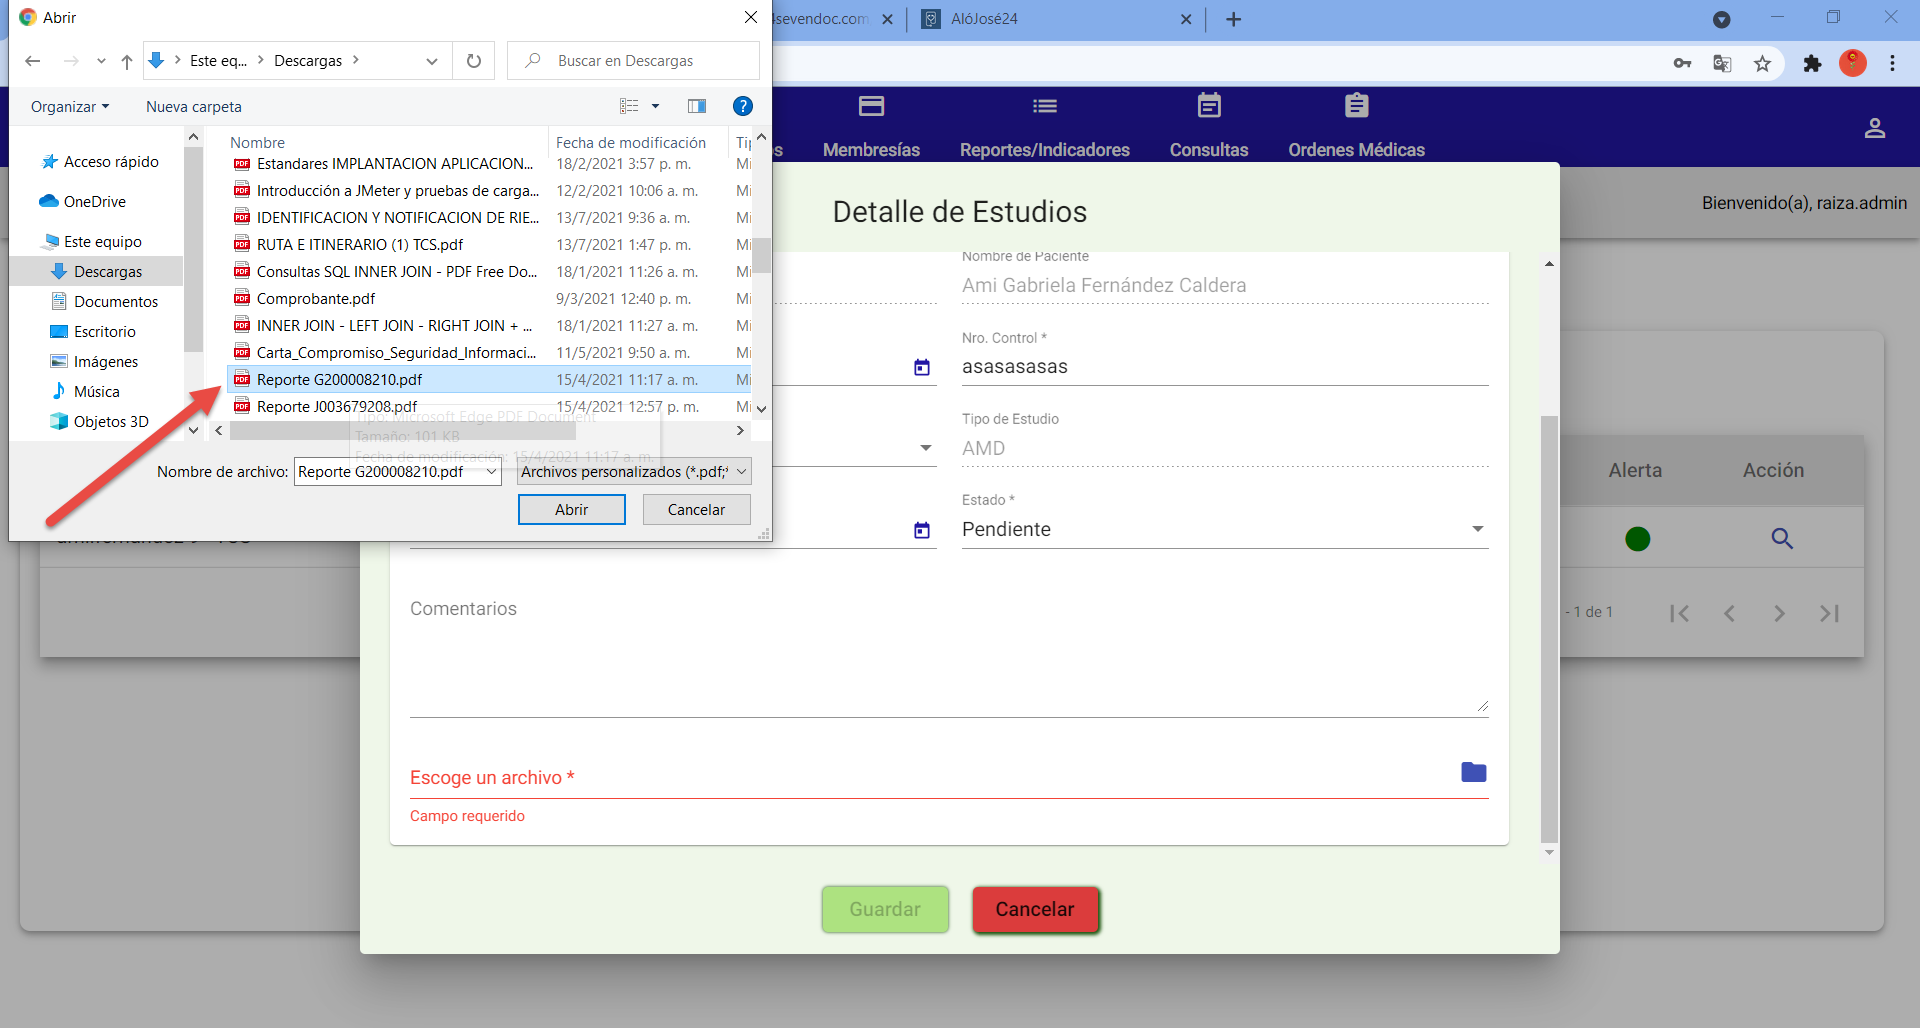 Abrir
4sevendoc.com
AlóJosé24
Este eq...
Descargas
Buscar en Descargas
Organizar
Nueva carpeta
Nombre
Fecha de modificación
Acceso rápido
OneDrive
Este equipo
Descargas
Documentos
Escritorio
Imágenes
Música
Objetos 3D
Estandares IMPLANTACION APLICACION... 18/2/2021 3:57 p. m. Mi
Introducción a JMeter y pruebas de carga... 12/2/2021 10:06 a. m. Mi
IDENTIFICACION Y NOTIFICACION DE RIE... 13/7/2021 9:36 a. m. Mi
RUTA E ITINERARIO (1) TCS.pdf 13/7/2021 1:47 p. m. Mi
Consultas SQL INNER JOIN - PDF Free Do... 18/1/2021 11:26 a. m. Mi
Comprobante.pdf 9/3/2021 12:40 p. m. Mi
INNER JOIN - LEFT JOIN - RIGHT JOIN + ... 18/1/2021 11:27 a. m. Mi
Carta_Compromiso_Seguridad_Informaci... 11/5/2021 9:50 a. m. Mi
Reporte G200008210.pdf 15/4/2021 11:17 a. m. Mi
Reporte J003679208.pdf 15/4/2021 12:57 p. m. Mi
Tipo: Microsoft Edge PDF Document
Tamaño: 101 KB
Fecha de modificación: 15/4/2021 11:17 a. m.
Nombre de archivo: Reporte G200008210.pdf
Archivos personalizados (*.pdf;*
Abrir
Cancelar
Membresías
Reportes/Indicadores
Consultas
Ordenes Médicas
Bienvenido(a), raiza.admin
Detalle de Estudios
Nombre de Paciente
Ami Gabriela Fernández Caldera
Nro. Control *
asasasasas
Tipo de Estudio
AMD
Estado *
Pendiente
Comentarios
Escoge un archivo *
Campo requerido
Guardar
Cancelar
Alerta
Acción
- 1 de 1